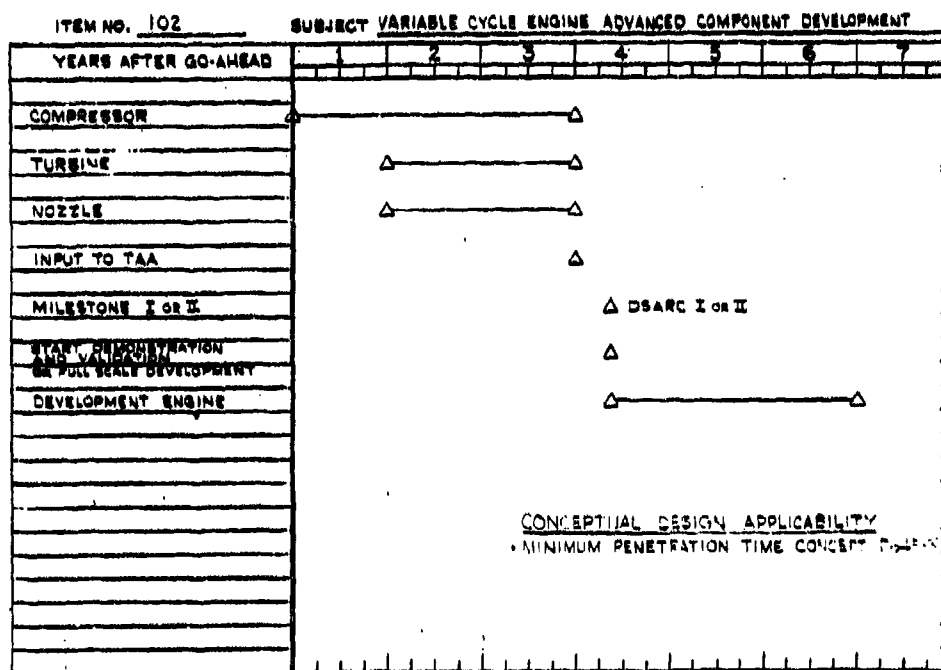 ITEM NO. 102 SUBJECT VARIABLE CYCLE ENGINE ADVANCED COMPONENT DEVELOPMENT
YEARS AFTER GO-AHEAD 1 2 3 4 5 6 7
COMPRESSOR
TURBINE
NOZZLE
INPUT TO TAA
MILESTONE I OR II DSARC I OR II
START DEMONSTRATION
AND VALIDATION
OR FULL SCALE DEVELOPMENT
DEVELOPMENT ENGINE
CONCEPTUAL DESIGN APPLICABILITY
• MINIMUM PENETRATION TIME CONCEPT